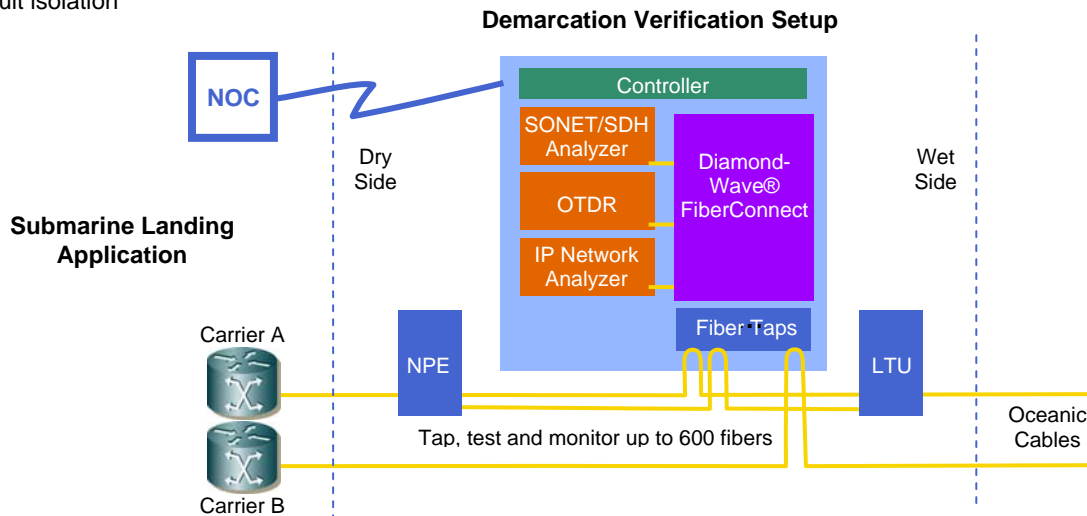 ult isolation
Demarcation Verification Setup
NOC
Controller
SONET/SDH
Analyzer
OTDR
IP Network
Analyzer
Diamond-
Wave®
FiberConnect
Dry
Side
Wet
Side
Submarine Landing
Application
Fiber Taps
Carrier A
NPE
LTU
Tap, test and monitor up to 600 fibers
Oceanic
Cables
Carrier B